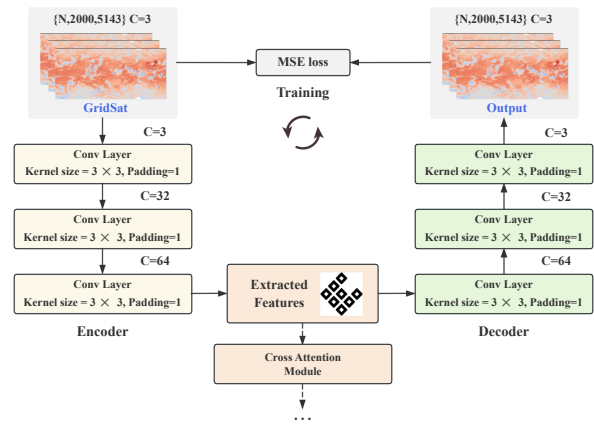 {N,2000,5143} C=3
GridSat
MSE loss
Training
{N,2000,5143} C=3
Output
C=3
Conv Layer
Kernel size = 3 × 3, Padding=1
C=32
Conv Layer
Kernel size = 3 × 3, Padding=1
C=64
Conv Layer
Kernel size = 3 × 3, Padding=1
Encoder
Extracted
Features
Cross Attention
Module
...
C=3
Conv Layer
Kernel size = 3 × 3, Padding=1
C=32
Conv Layer
Kernel size = 3 × 3, Padding=1
C=64
Conv Layer
Kernel size = 3 × 3, Padding=1
Decoder